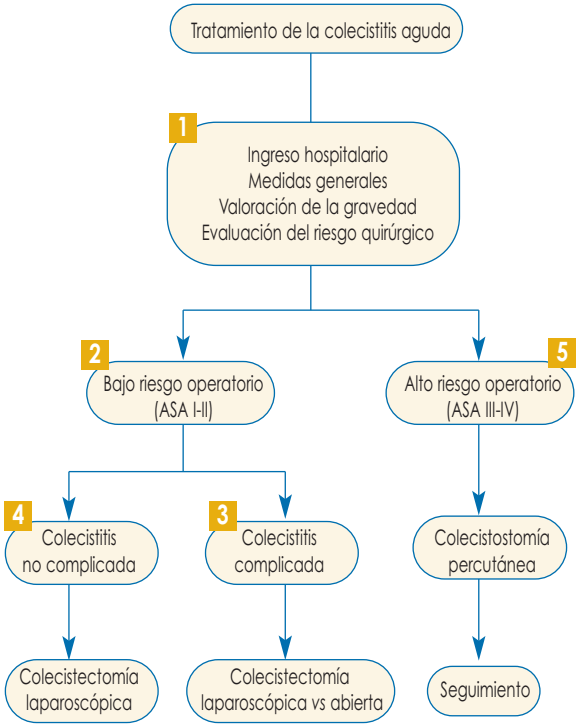 Tratamiento de la colecistitis aguda
1
Ingreso hospitalario
Medidas generales
Valoración de la gravedad
Evaluación del riesgo quirúrgico
2
Bajo riesgo operatorio
(ASA I-II)
5
Alto riesgo operatorio
(ASA III-IV)
4
Colecistitis
no complicada
3
Colecistitis
complicada
Colecistostomía
percutánea
Colecistectomía
laparoscópica
Colecistectomía
laparoscópica vs abierta
Seguimiento